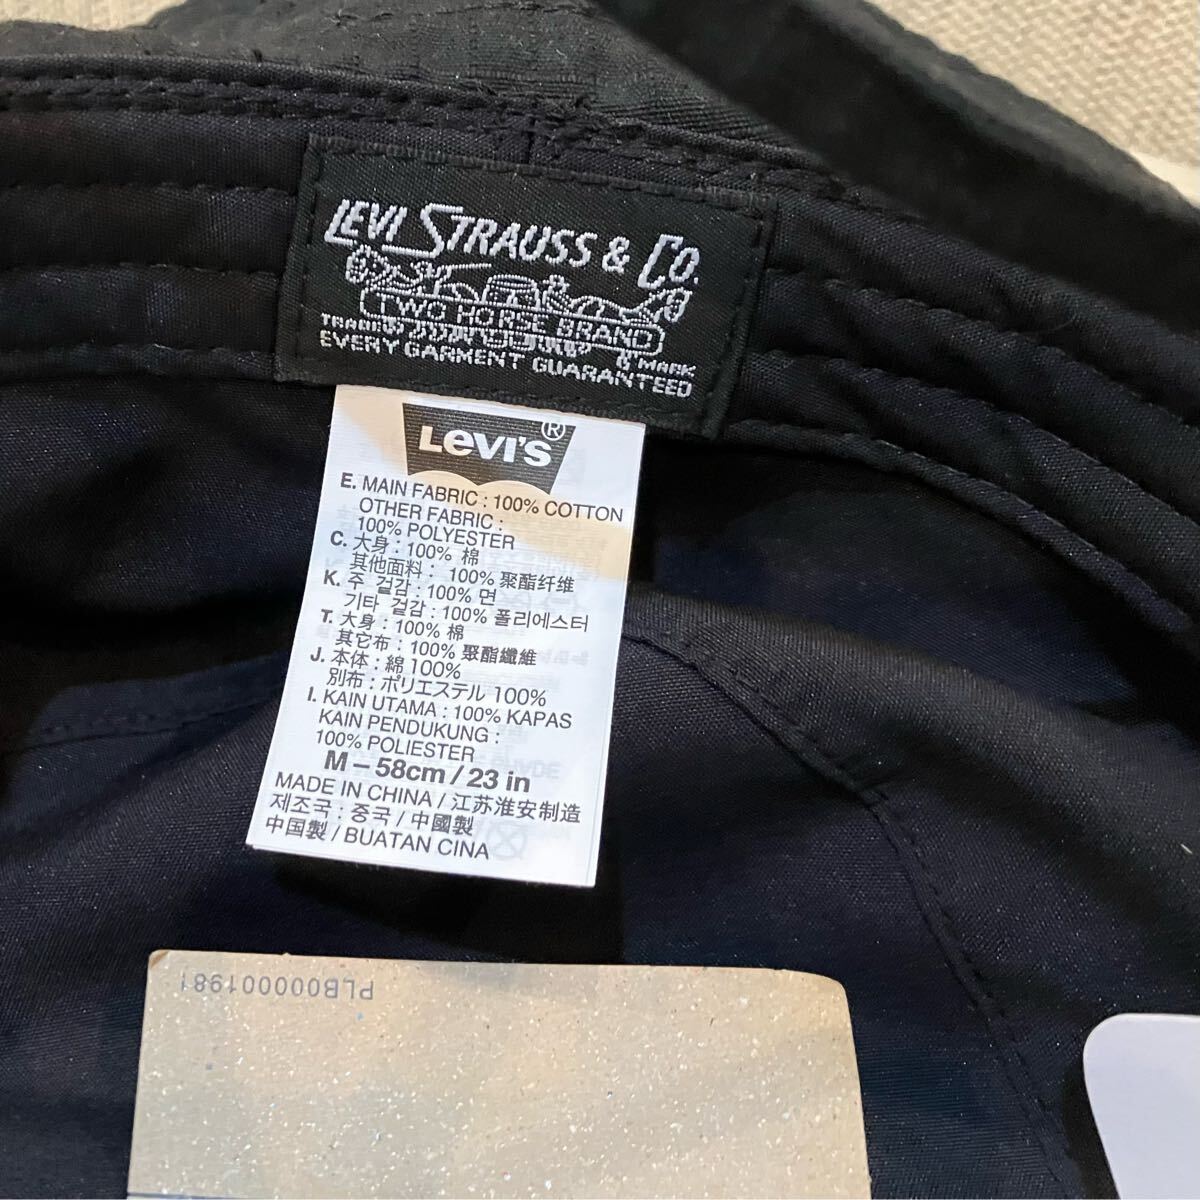 LEVI STRAUSS & CO.
TWO HORSE BRAND
TRADE MARK
EVERY GARMENT GUARANTEED
LEVI'S®
E. MAIN FABRIC : 100% COTTON
OTHER FABRIC :
100% POLYESTER
C. 大身 : 100% 棉
其他面料 : 100% 聚酯纤维
K. 주 겉감 : 100% 면
기타 겉감 : 100% 폴리에스터
T. 大身 : 100% 棉
其它布 : 100% 聚酯纖維
J. 本体 : 綿 100%
別布 : ポリエステル 100%
I. KAIN UTAMA : 100% KAPAS
KAIN PENDUKUNG :
100% POLIESTER
M – 58cm / 23 in
MADE IN CHINA / 江苏淮安制造
제조국 : 중국 / 中國製
中国製 / BUATAN CINA
PLB000001981